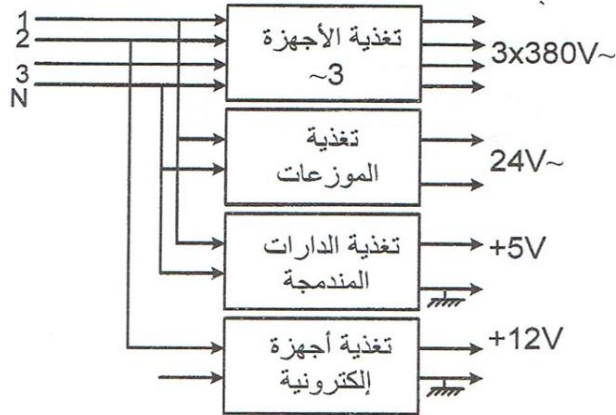 1
2
3
N
تغذية الأجهزة
3~
3x380V~
تغذية
الموزعات
24V~
تغذية الدارات
المندمجة
+5V
تغذية أجهزة
إلكترونية
+12V